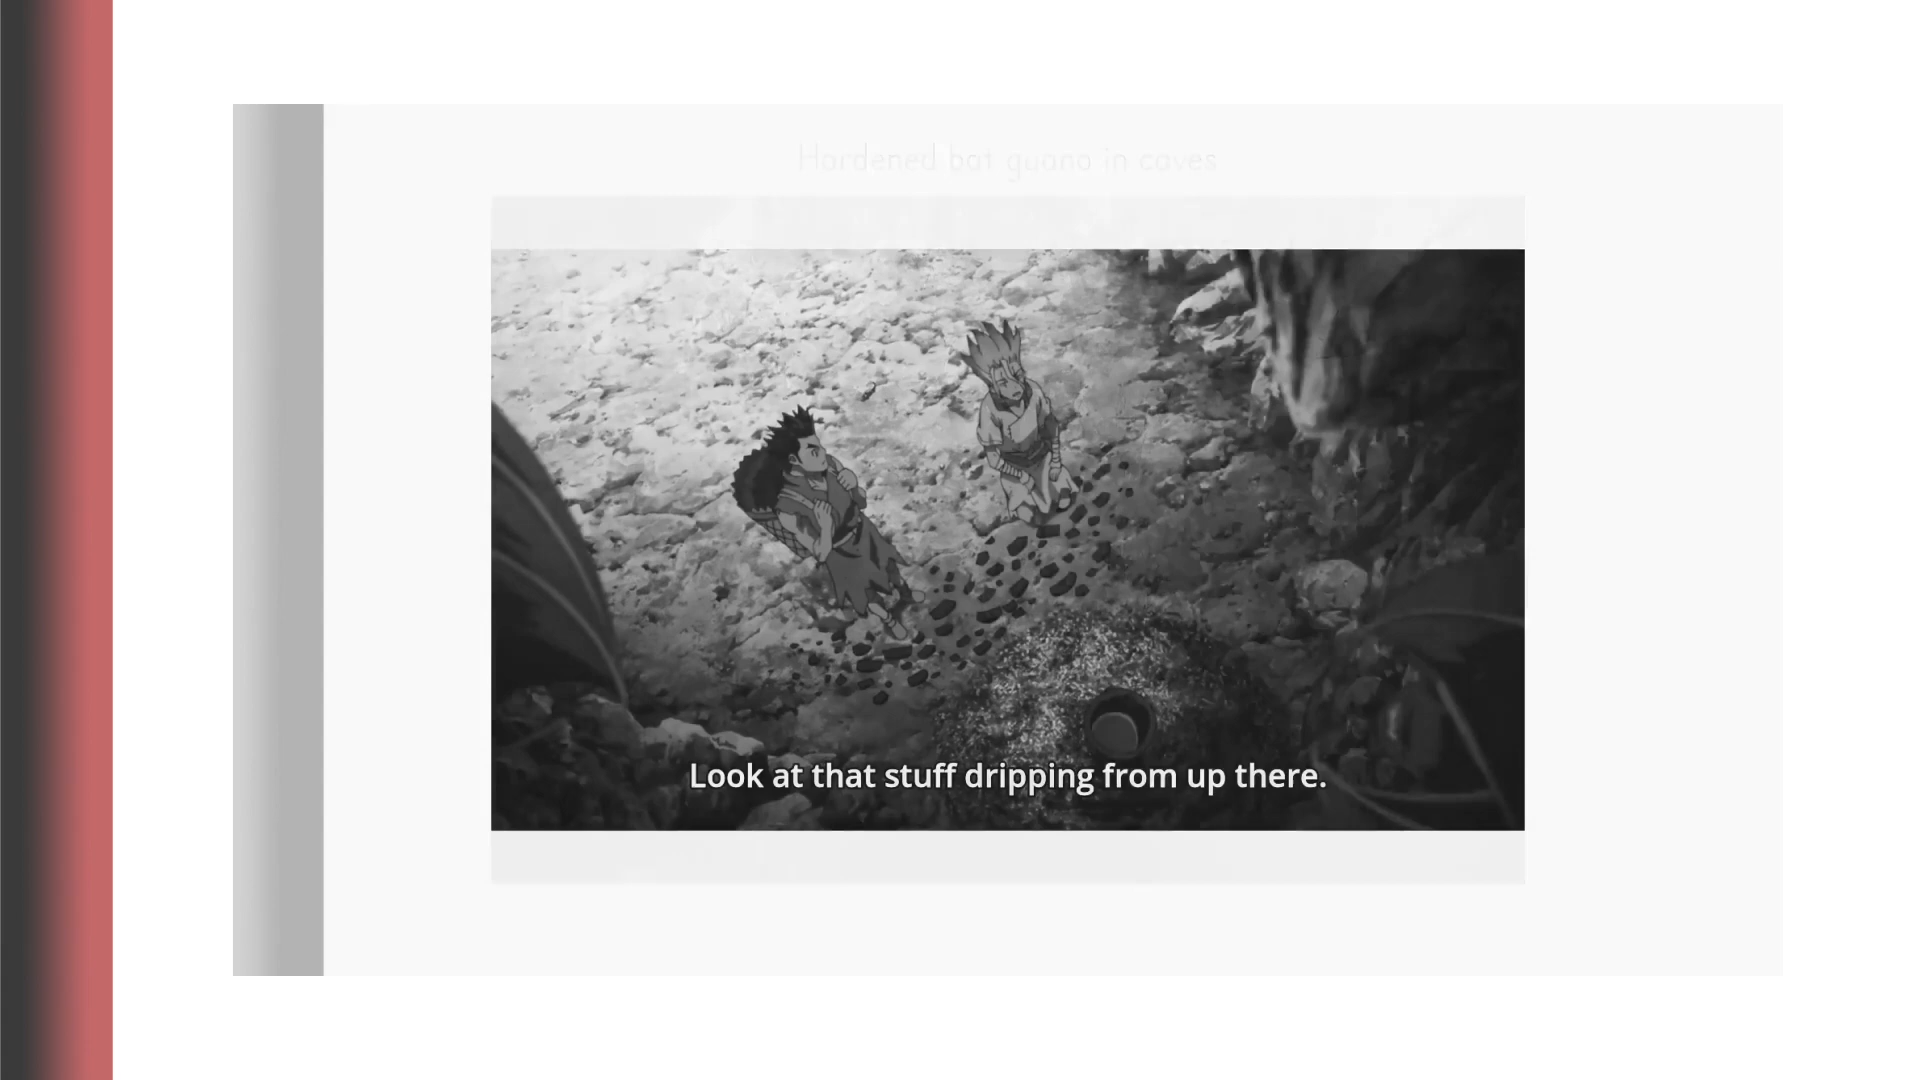 Hardened bat guano in caves
Look at that stuff dripping from up there.